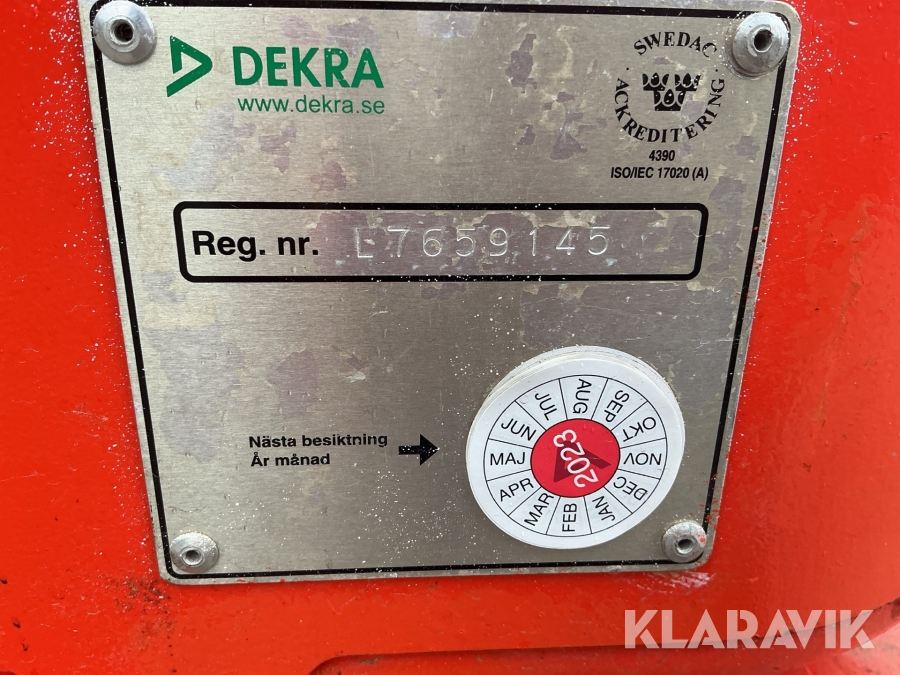 DEKRA
www.dekra.se
SWEDAC
ACKREDITERING
4390
ISO/IEC 17020 (A)
Reg. nr. L7659145
Nästa besiktning
År månad
JAN
FEB
MAR
APR
MAJ
JUN
JUL
AUG
SEP
OKT
NOV
DEC
2023
KLARAVIK